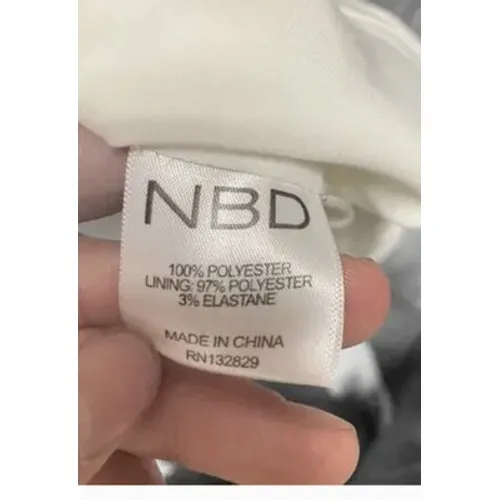 NBD
100% POLYESTER
LINING: 97% POLYESTER
3% ELASTANE
MADE IN CHINA
RN132829